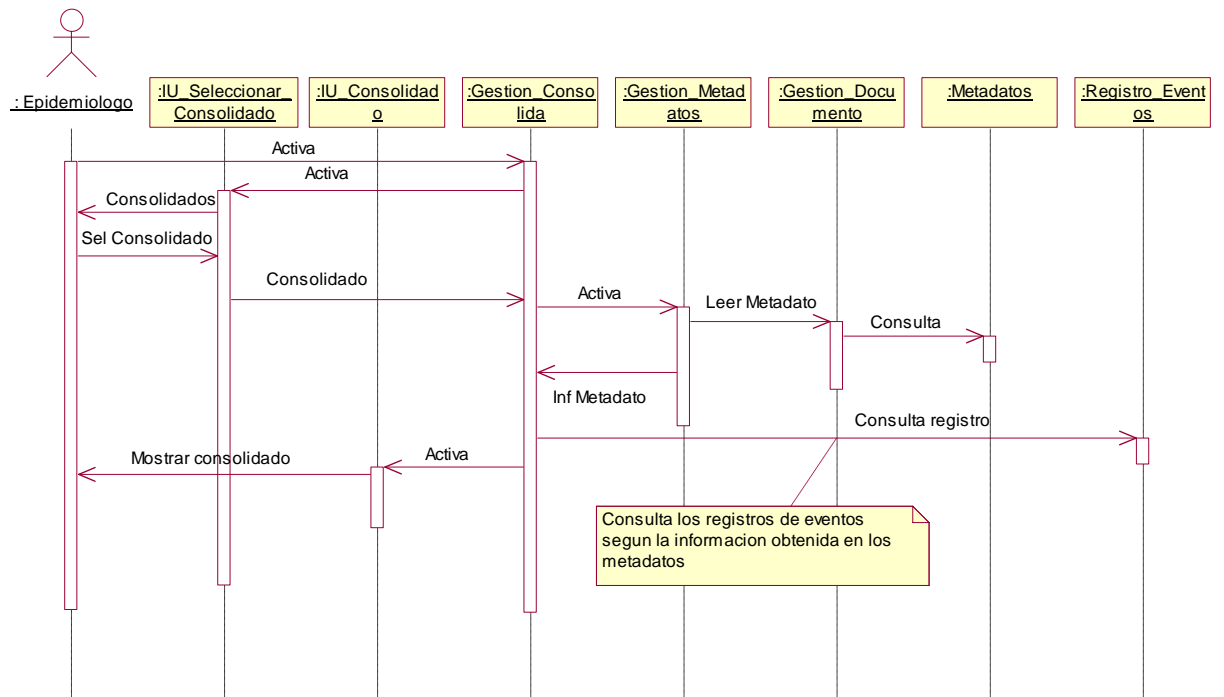 : Epidemiologo
:IU_Seleccionar_
Consolidado
:IU_Consolidad
o
:Gestion_Conso
lida
:Gestion_Metad
atos
:Gestion_Docu
mento
:Metadatos
:Registro_Event
os
Activa
Activa
Consolidados
Sel Consolidado
Consolidado
Activa
Leer Metadato
Consulta
Inf Metadato
Consulta registro
Mostrar consolidado
Activa
Consulta los registros de eventos
segun la informacion obtenida en los
metadatos